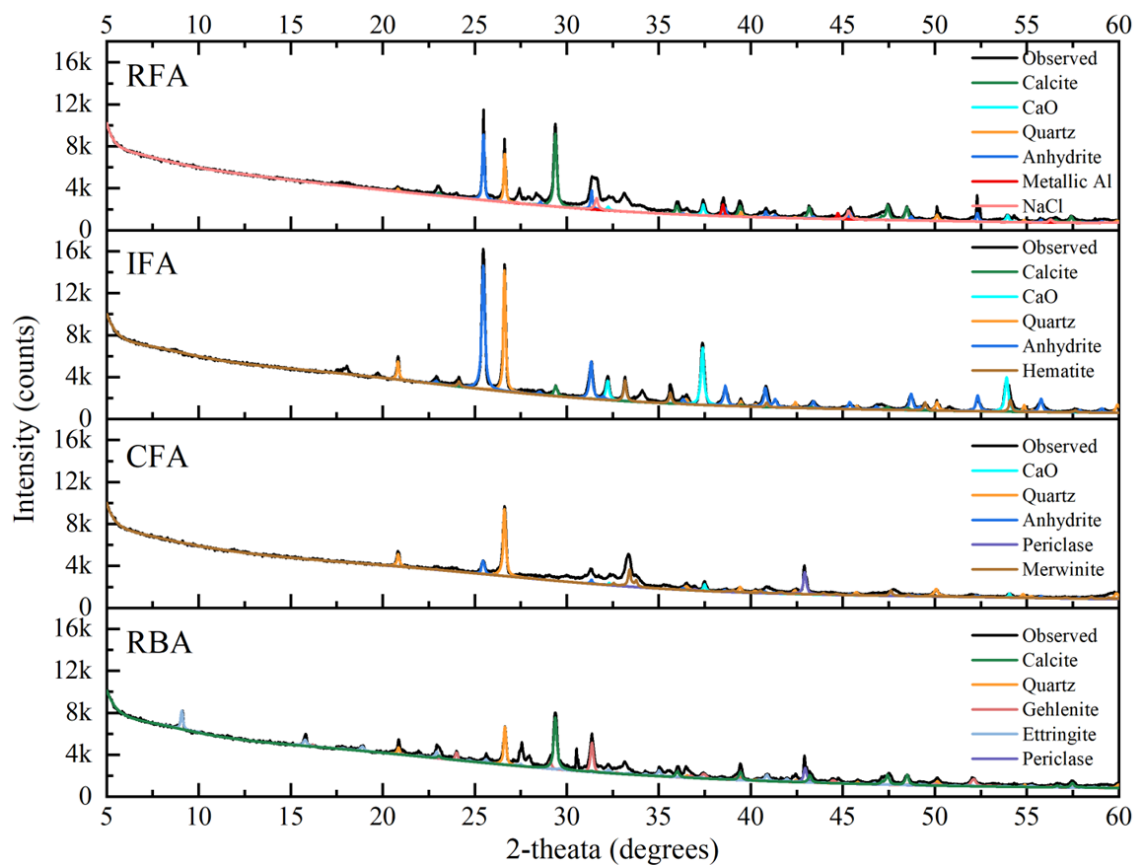 5 10 15 20 25 30 35 40 45 50 55 60
16k
12k
8k
4k
0
RFA
Observed
Calcite
CaO
Quartz
Anhydrite
Metallic Al
NaCl
16k
12k
8k
4k
0
IFA
Observed
Calcite
CaO
Quartz
Anhydrite
Hematite
16k
12k
8k
4k
0
CFA
Observed
CaO
Quartz
Anhydrite
Periclase
Merwinite
16k
12k
8k
4k
0
RBA
Observed
Calcite
Quartz
Gehlenite
Ettringite
Periclase
Intensity (counts)
5 10 15 20 25 30 35 40 45 50 55 60
2-theata (degrees)